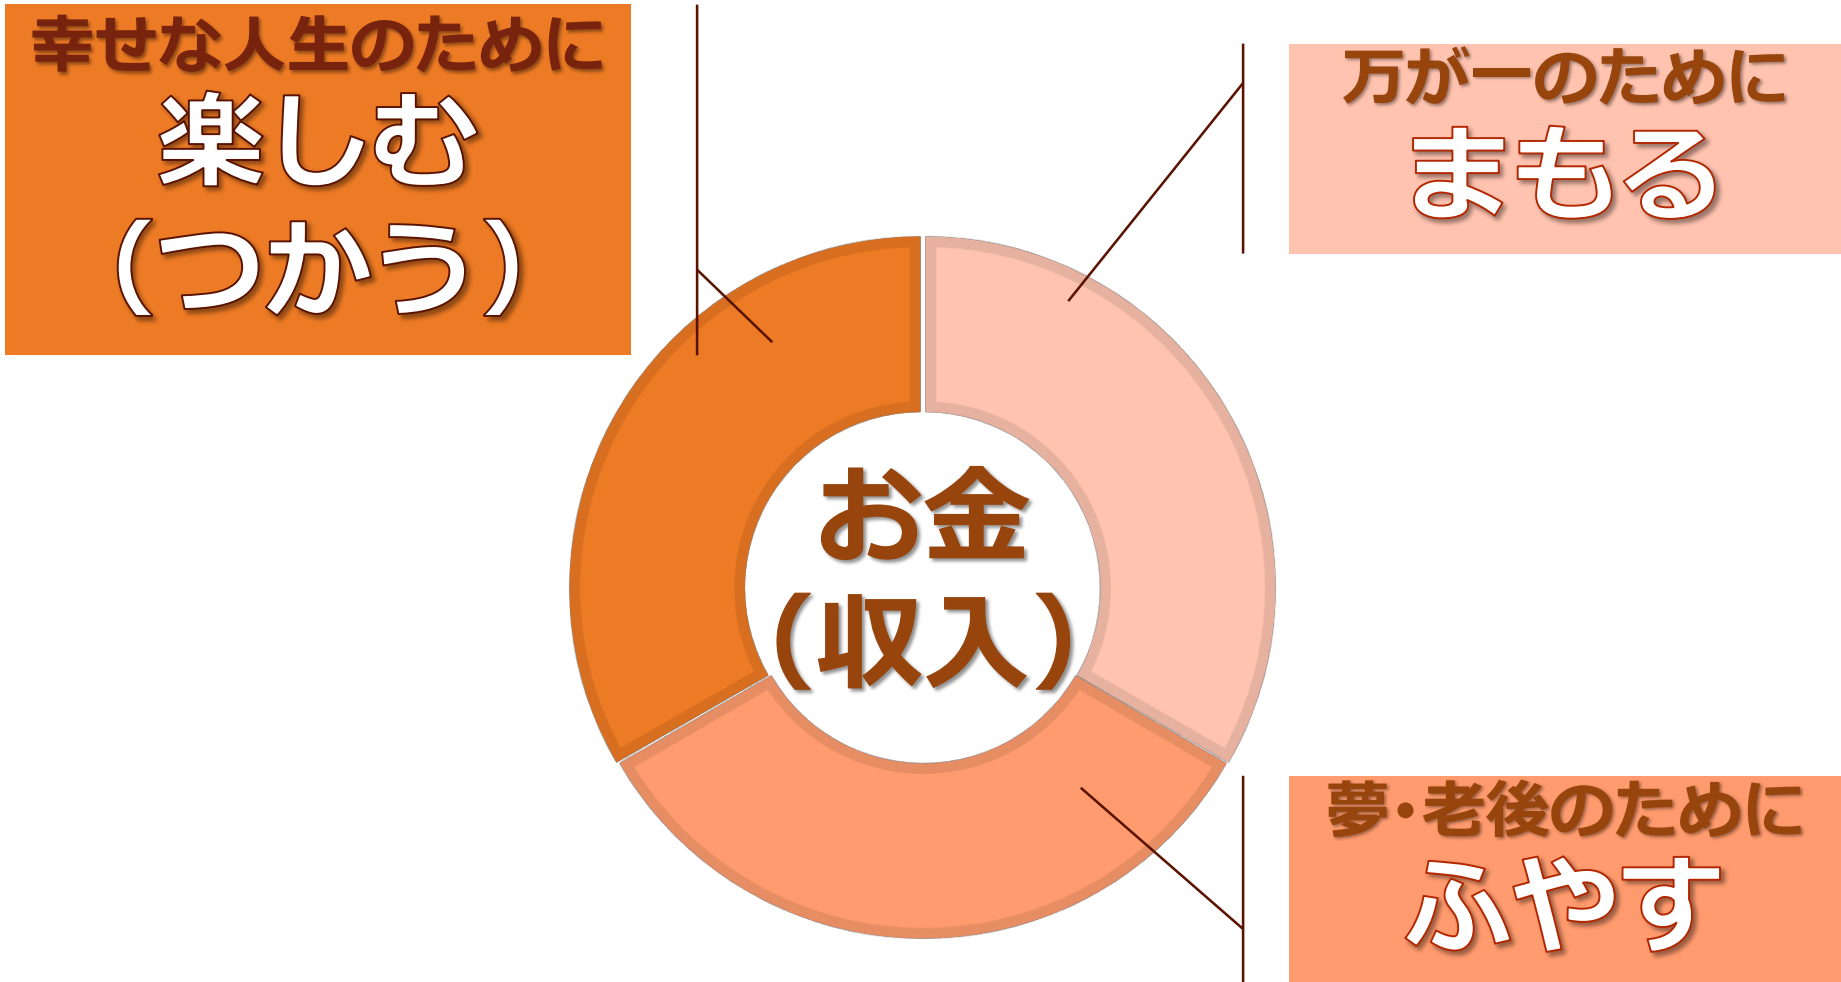 幸せな人生のために
楽しむ
（つかう）
万が一のために
まもる
お金
（収入）
夢・老後のために
ふやす